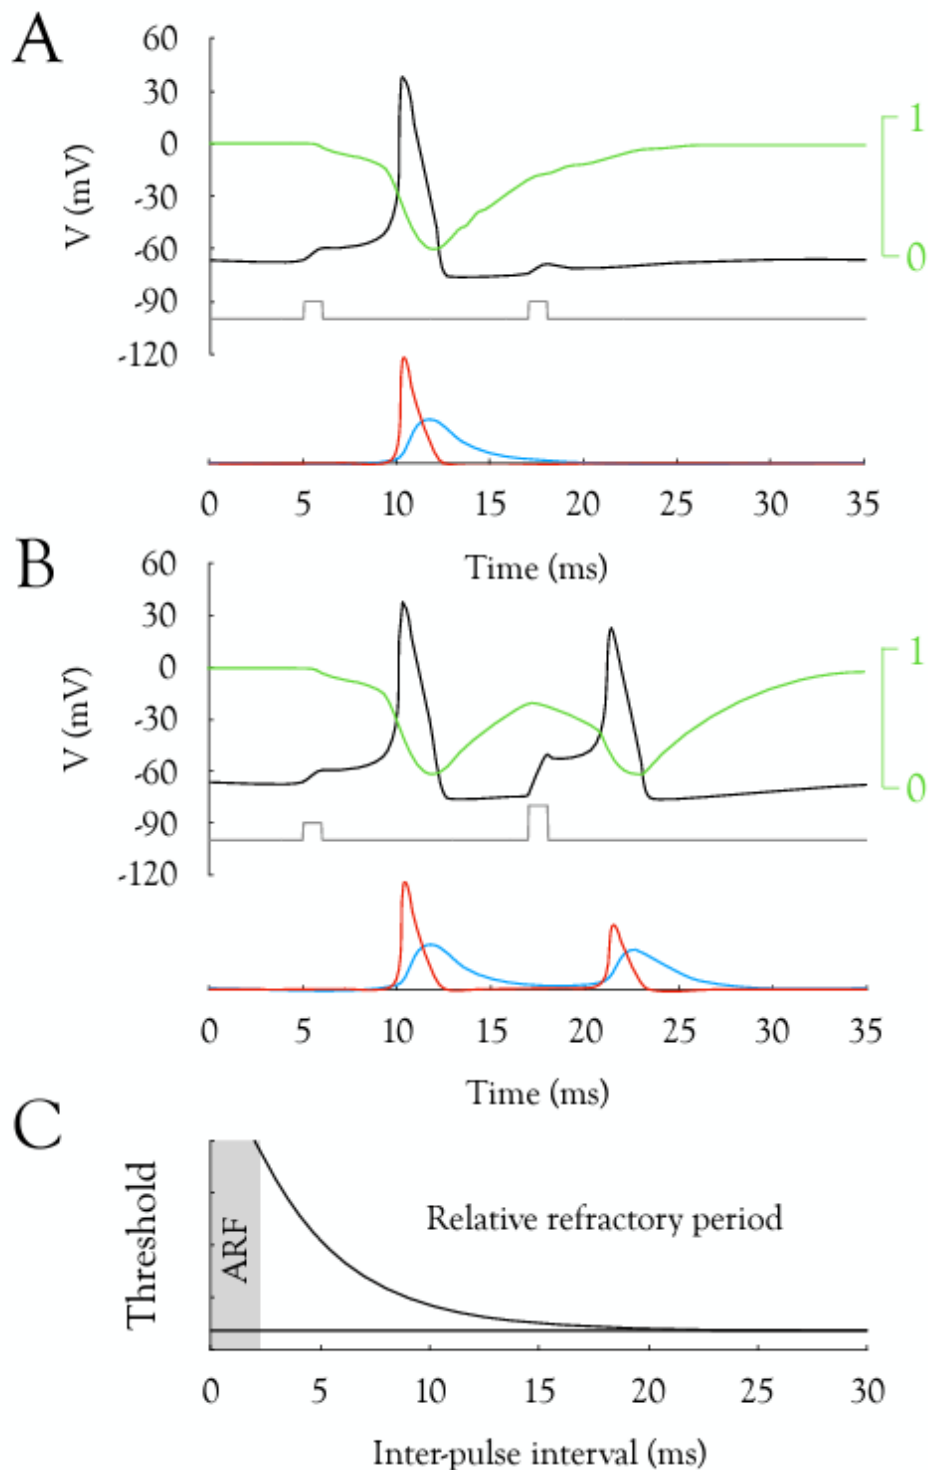 A
60
30
0
-30
-60
-90
-120
V (mV)
1
0
0 5 10 15 20 25 30 35
Time (ms)
B
60
30
0
-30
-60
-90
-120
V (mV)
1
0
0 5 10 15 20 25 30 35
Time (ms)
C
Threshold
ARF
Relative refractory period
0 5 10 15 20 25 30
Inter-pulse interval (ms)